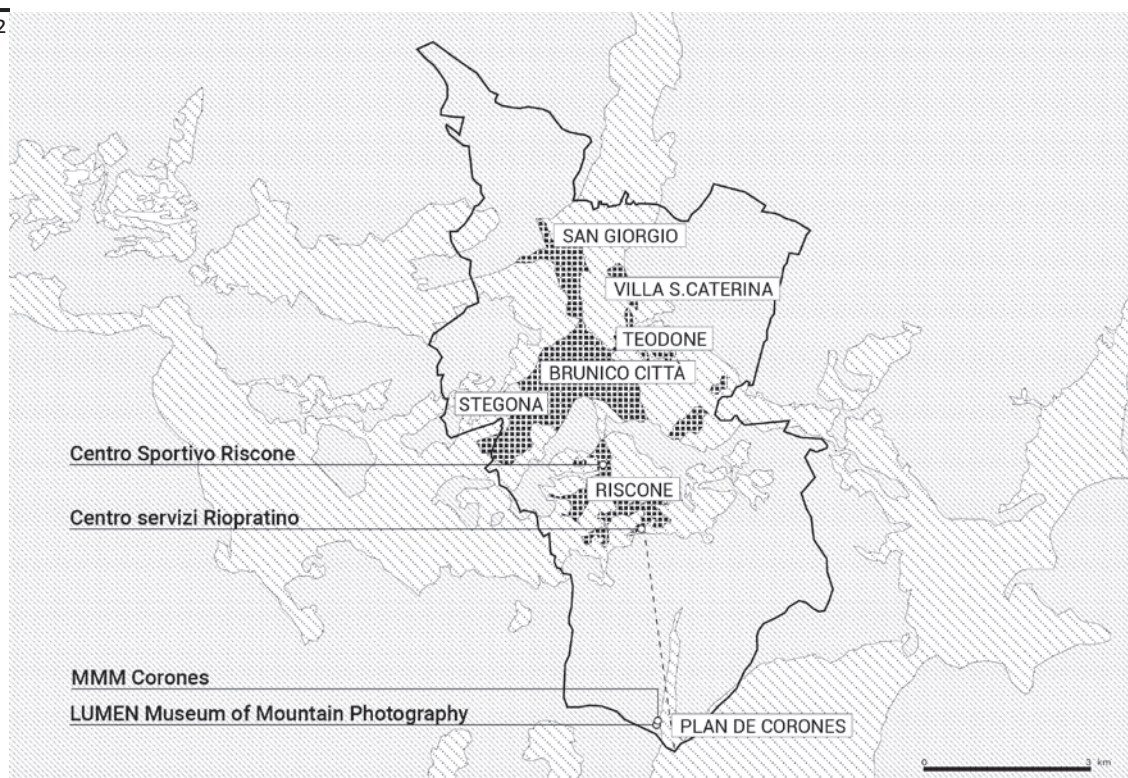 2
SAN GIORGIO
VILLA S.CATERINA
TEODONE
BRUNICO CITTÀ
STEGONA
Centro Sportivo Riscone
RISCONE
Centro servizi Riopratino
MMM Corones
LUMEN Museum of Mountain Photography
PLAN DE CORONES
0 3 km